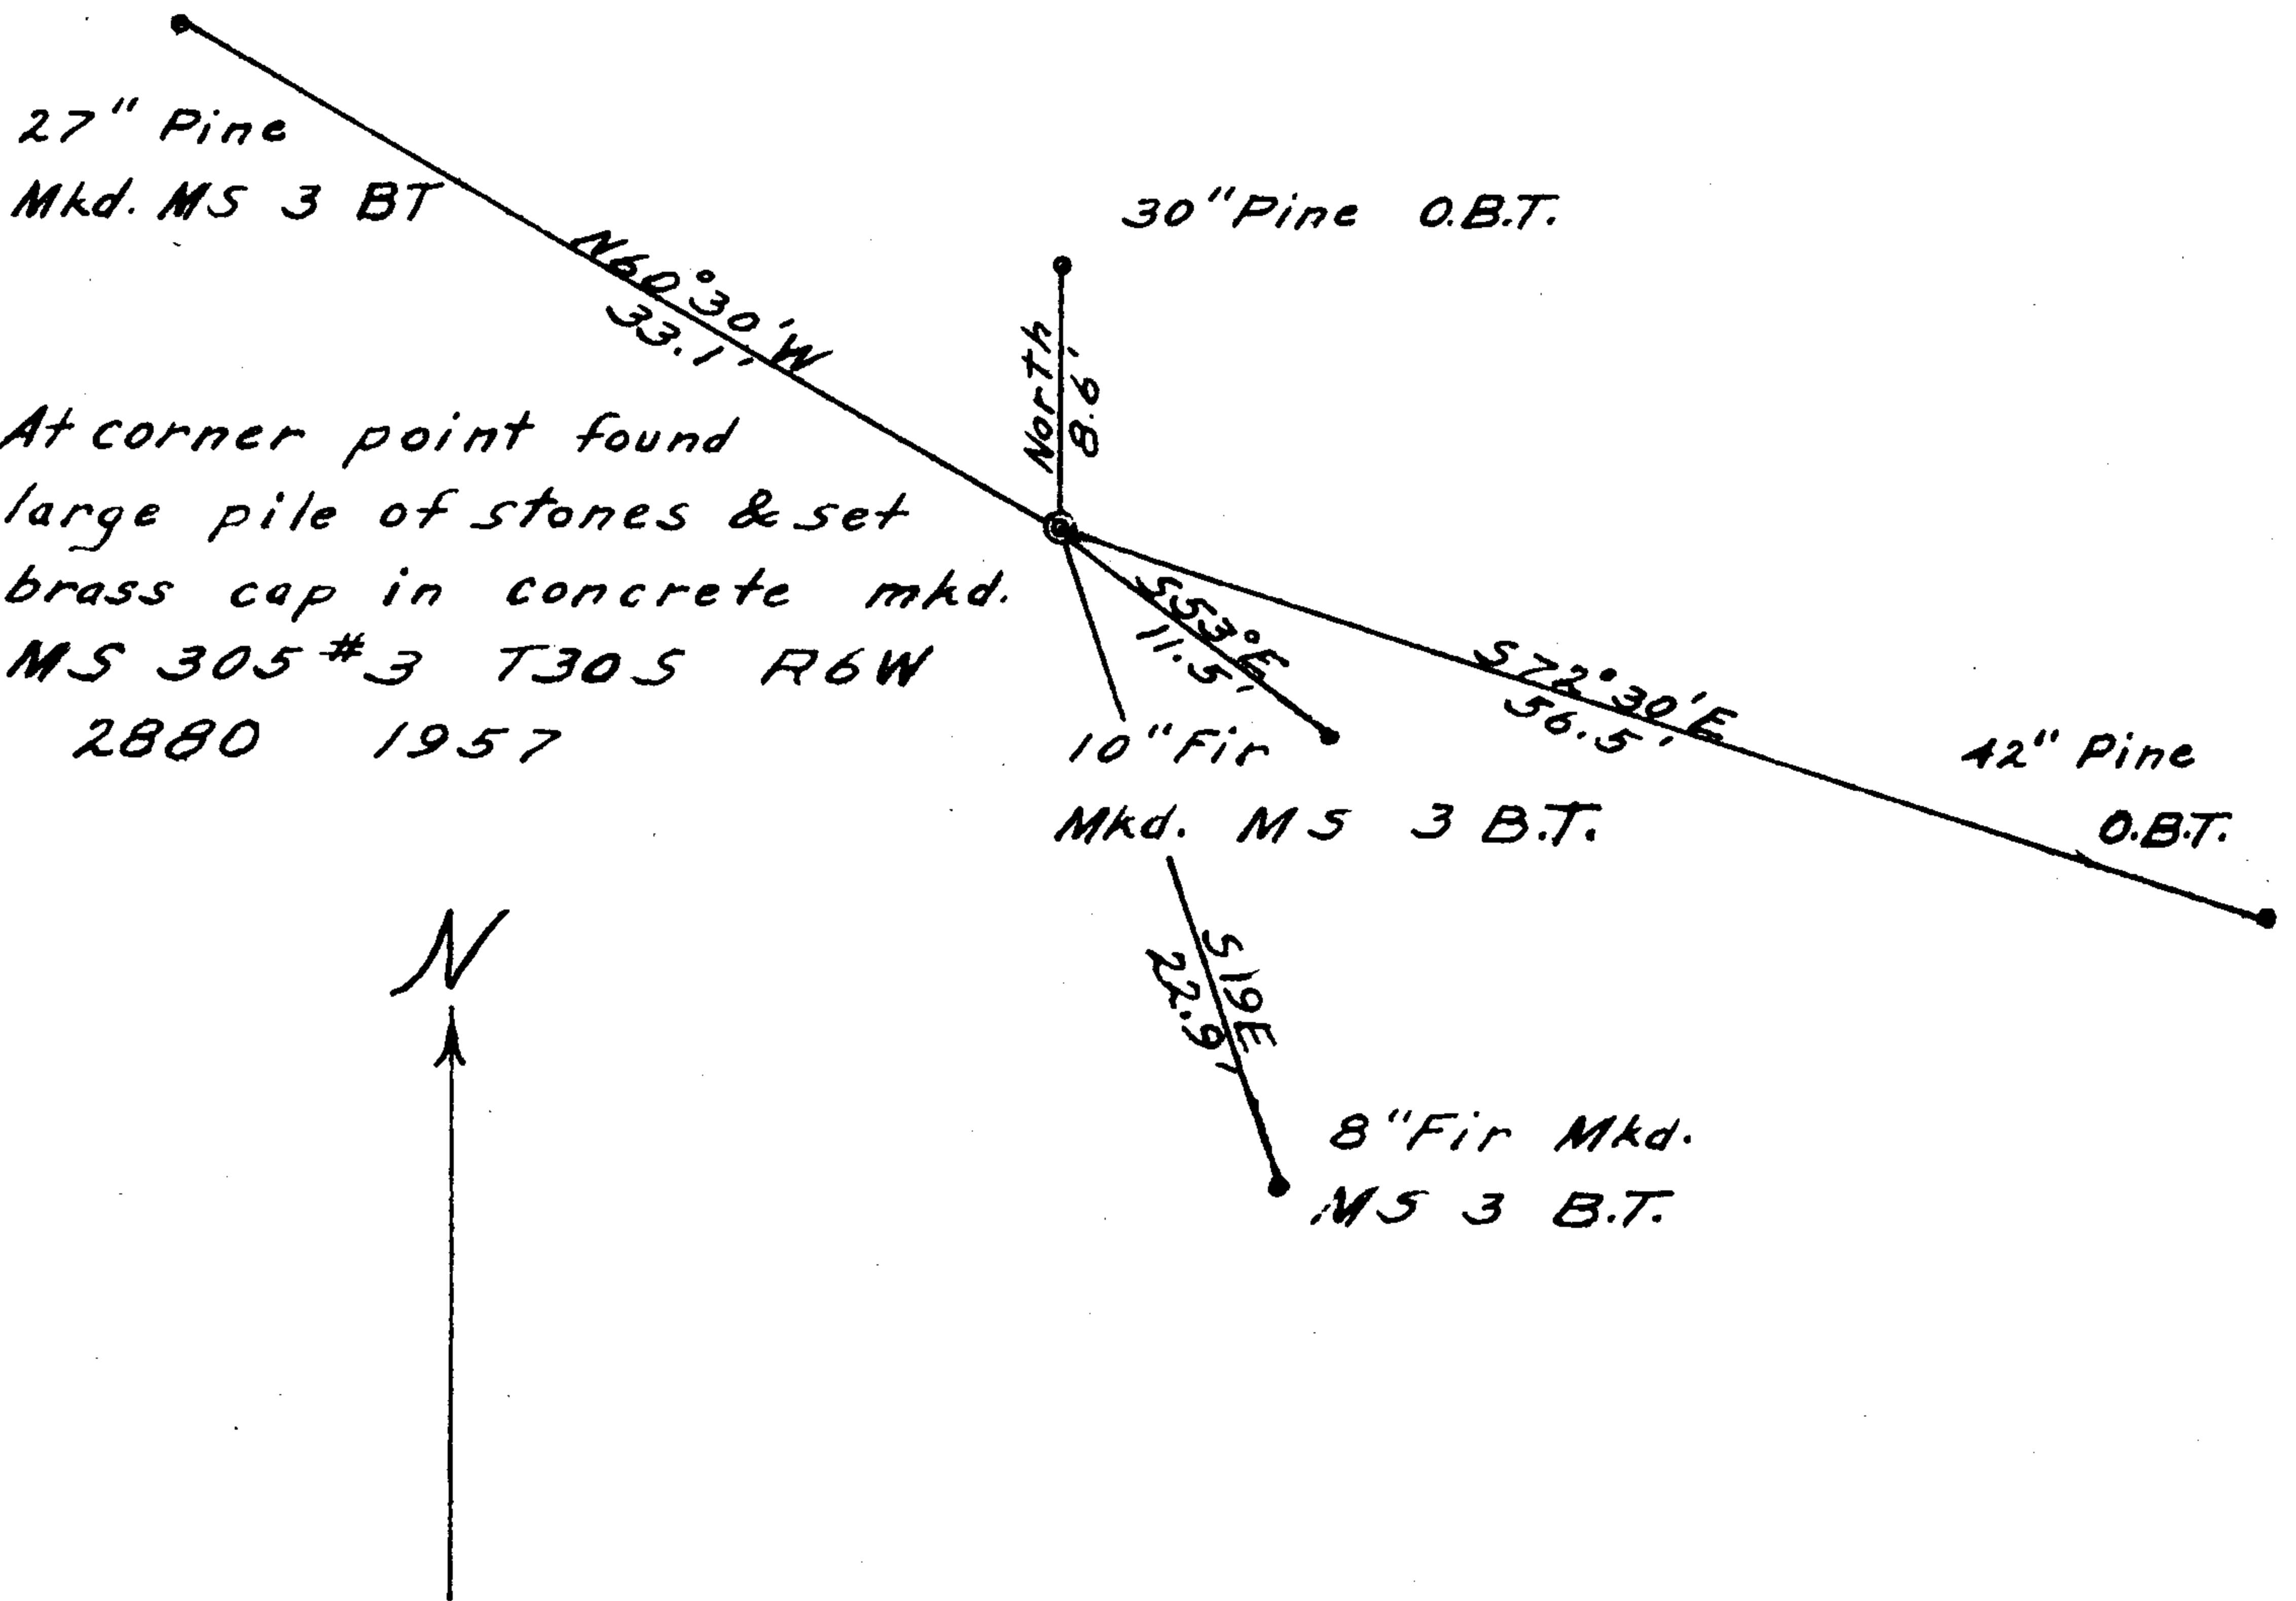 27" Pine
Mkd. MS 3 BT
N60°30'W
33.1'
30" Pine O.B.T.
North
8.6'
At corner point found
large pile of stones & set
brass cap in concrete mkd.
MS 305 #3 T30S R6W
2880 1957
S53°E
11.5'
S72°30'E
56.5'
10" Fir
Mkd. MS 3 B.T.
42" Pine
O.B.T.
N
S19E
22.9'
8" Fir Mkd.
MS 3 B.T.